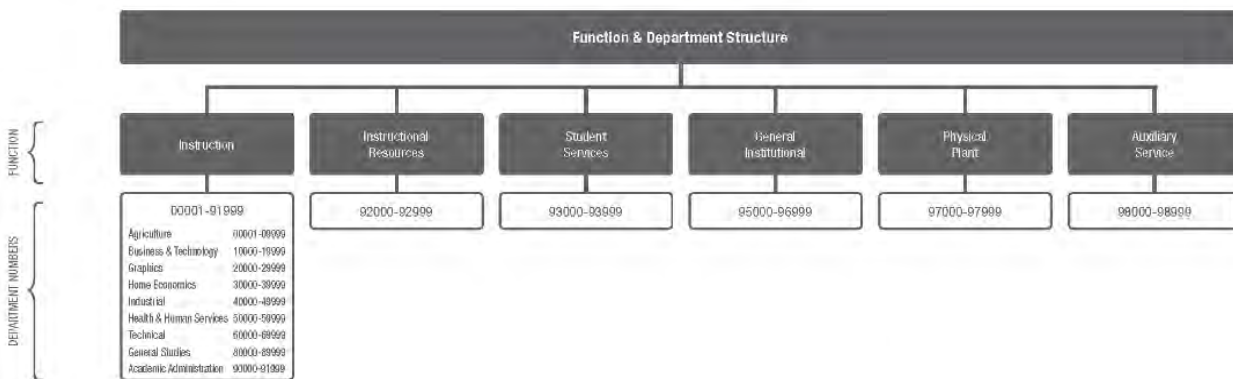 Function & Department Structure
FUNCTION
Instruction
Instructional
Resources
Student
Services
General
Institutional
Physical
Plant
Auxiliary
Service
DEPARTMENT NUMBERS
00001-91999
92000-92999
93000-93999
95000-96999
97000-97999
98000-98999
Agriculture 00001-09999
Business & Technology 10000-19999
Graphics 20000-29999
Home Economics 30000-39999
Industrial 40000-49999
Health & Human Services 50000-59999
Technical 60000-69999
General Studies 80000-89999
Academic Administration 90000-91999